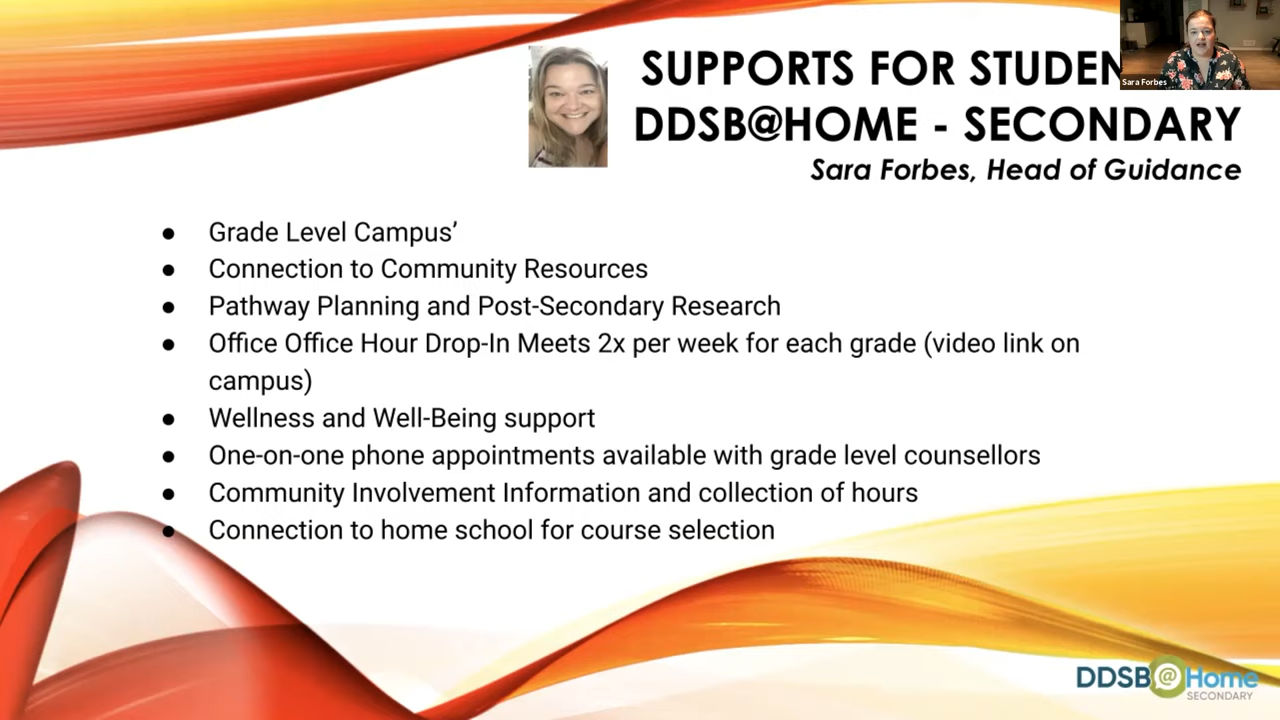 SUPPORTS FOR STUDEN
Sara Forbes
DDSB@HOME - SECONDARY
Sara Forbes, Head of Guidance
● Grade Level Campus’
● Connection to Community Resources
● Pathway Planning and Post-Secondary Research
● Office Office Hour Drop-In Meets 2x per week for each grade (video link on
campus)
● Wellness and Well-Being support
● One-on-one phone appointments available with grade level counsellors
● Community Involvement Information and collection of hours
● Connection to home school for course selection
DDSB@Home
SECONDARY